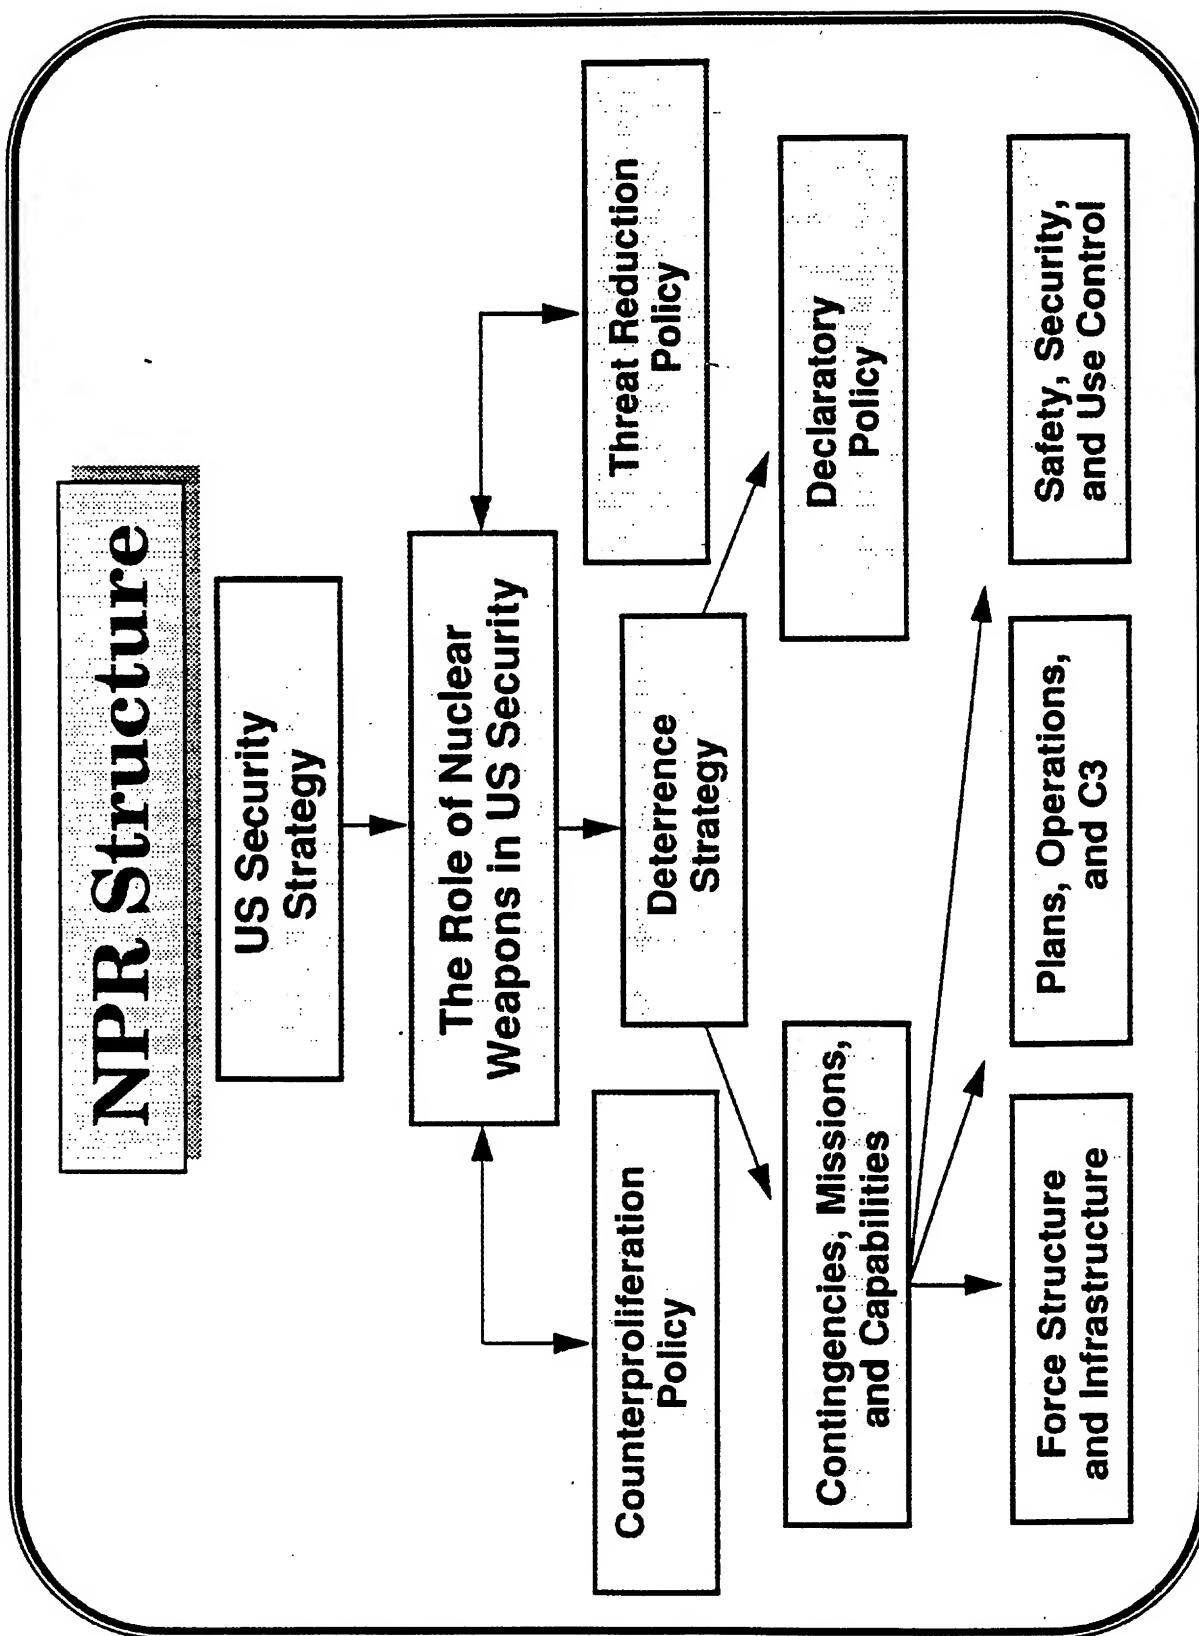 NPR Structure
US Security
Strategy
The Role of Nuclear
Weapons in US Security
Counterproliferation
Policy
Threat Reduction
Policy
Deterrence
Strategy
Contingencies, Missions,
and Capabilities
Declaratory
Policy
Force Structure
and Infrastructure
Plans, Operations,
and C3
Safety, Security,
and Use Control